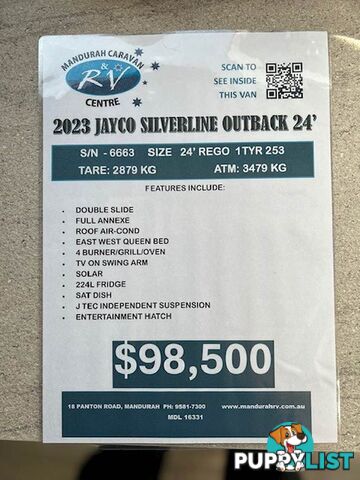 MANDURAH CARAVAN
& RV
CENTRE
SCAN TO
SEE INSIDE
THIS VAN
2023 JAYCO SILVERLINE OUTBACK 24'
S/N - 6663 SIZE 24' REGO 1TYR 253
TARE: 2879 KG ATM: 3479 KG
FEATURES INCLUDE:
• DOUBLE SLIDE
• FULL ANNEXE
• ROOF AIR-COND
• EAST WEST QUEEN BED
• 4 BURNER/GRILL/OVEN
• TV ON SWING ARM
• SOLAR
• 224L FRIDGE
• SAT DISH
• J TEC INDEPENDENT SUSPENSION
• ENTERTAINMENT HATCH
$98,500
18 PANTON ROAD, MANDURAH PH: 9581-7300 www.mandurahrv.com.au
MDL 16331
PUPPYLIST